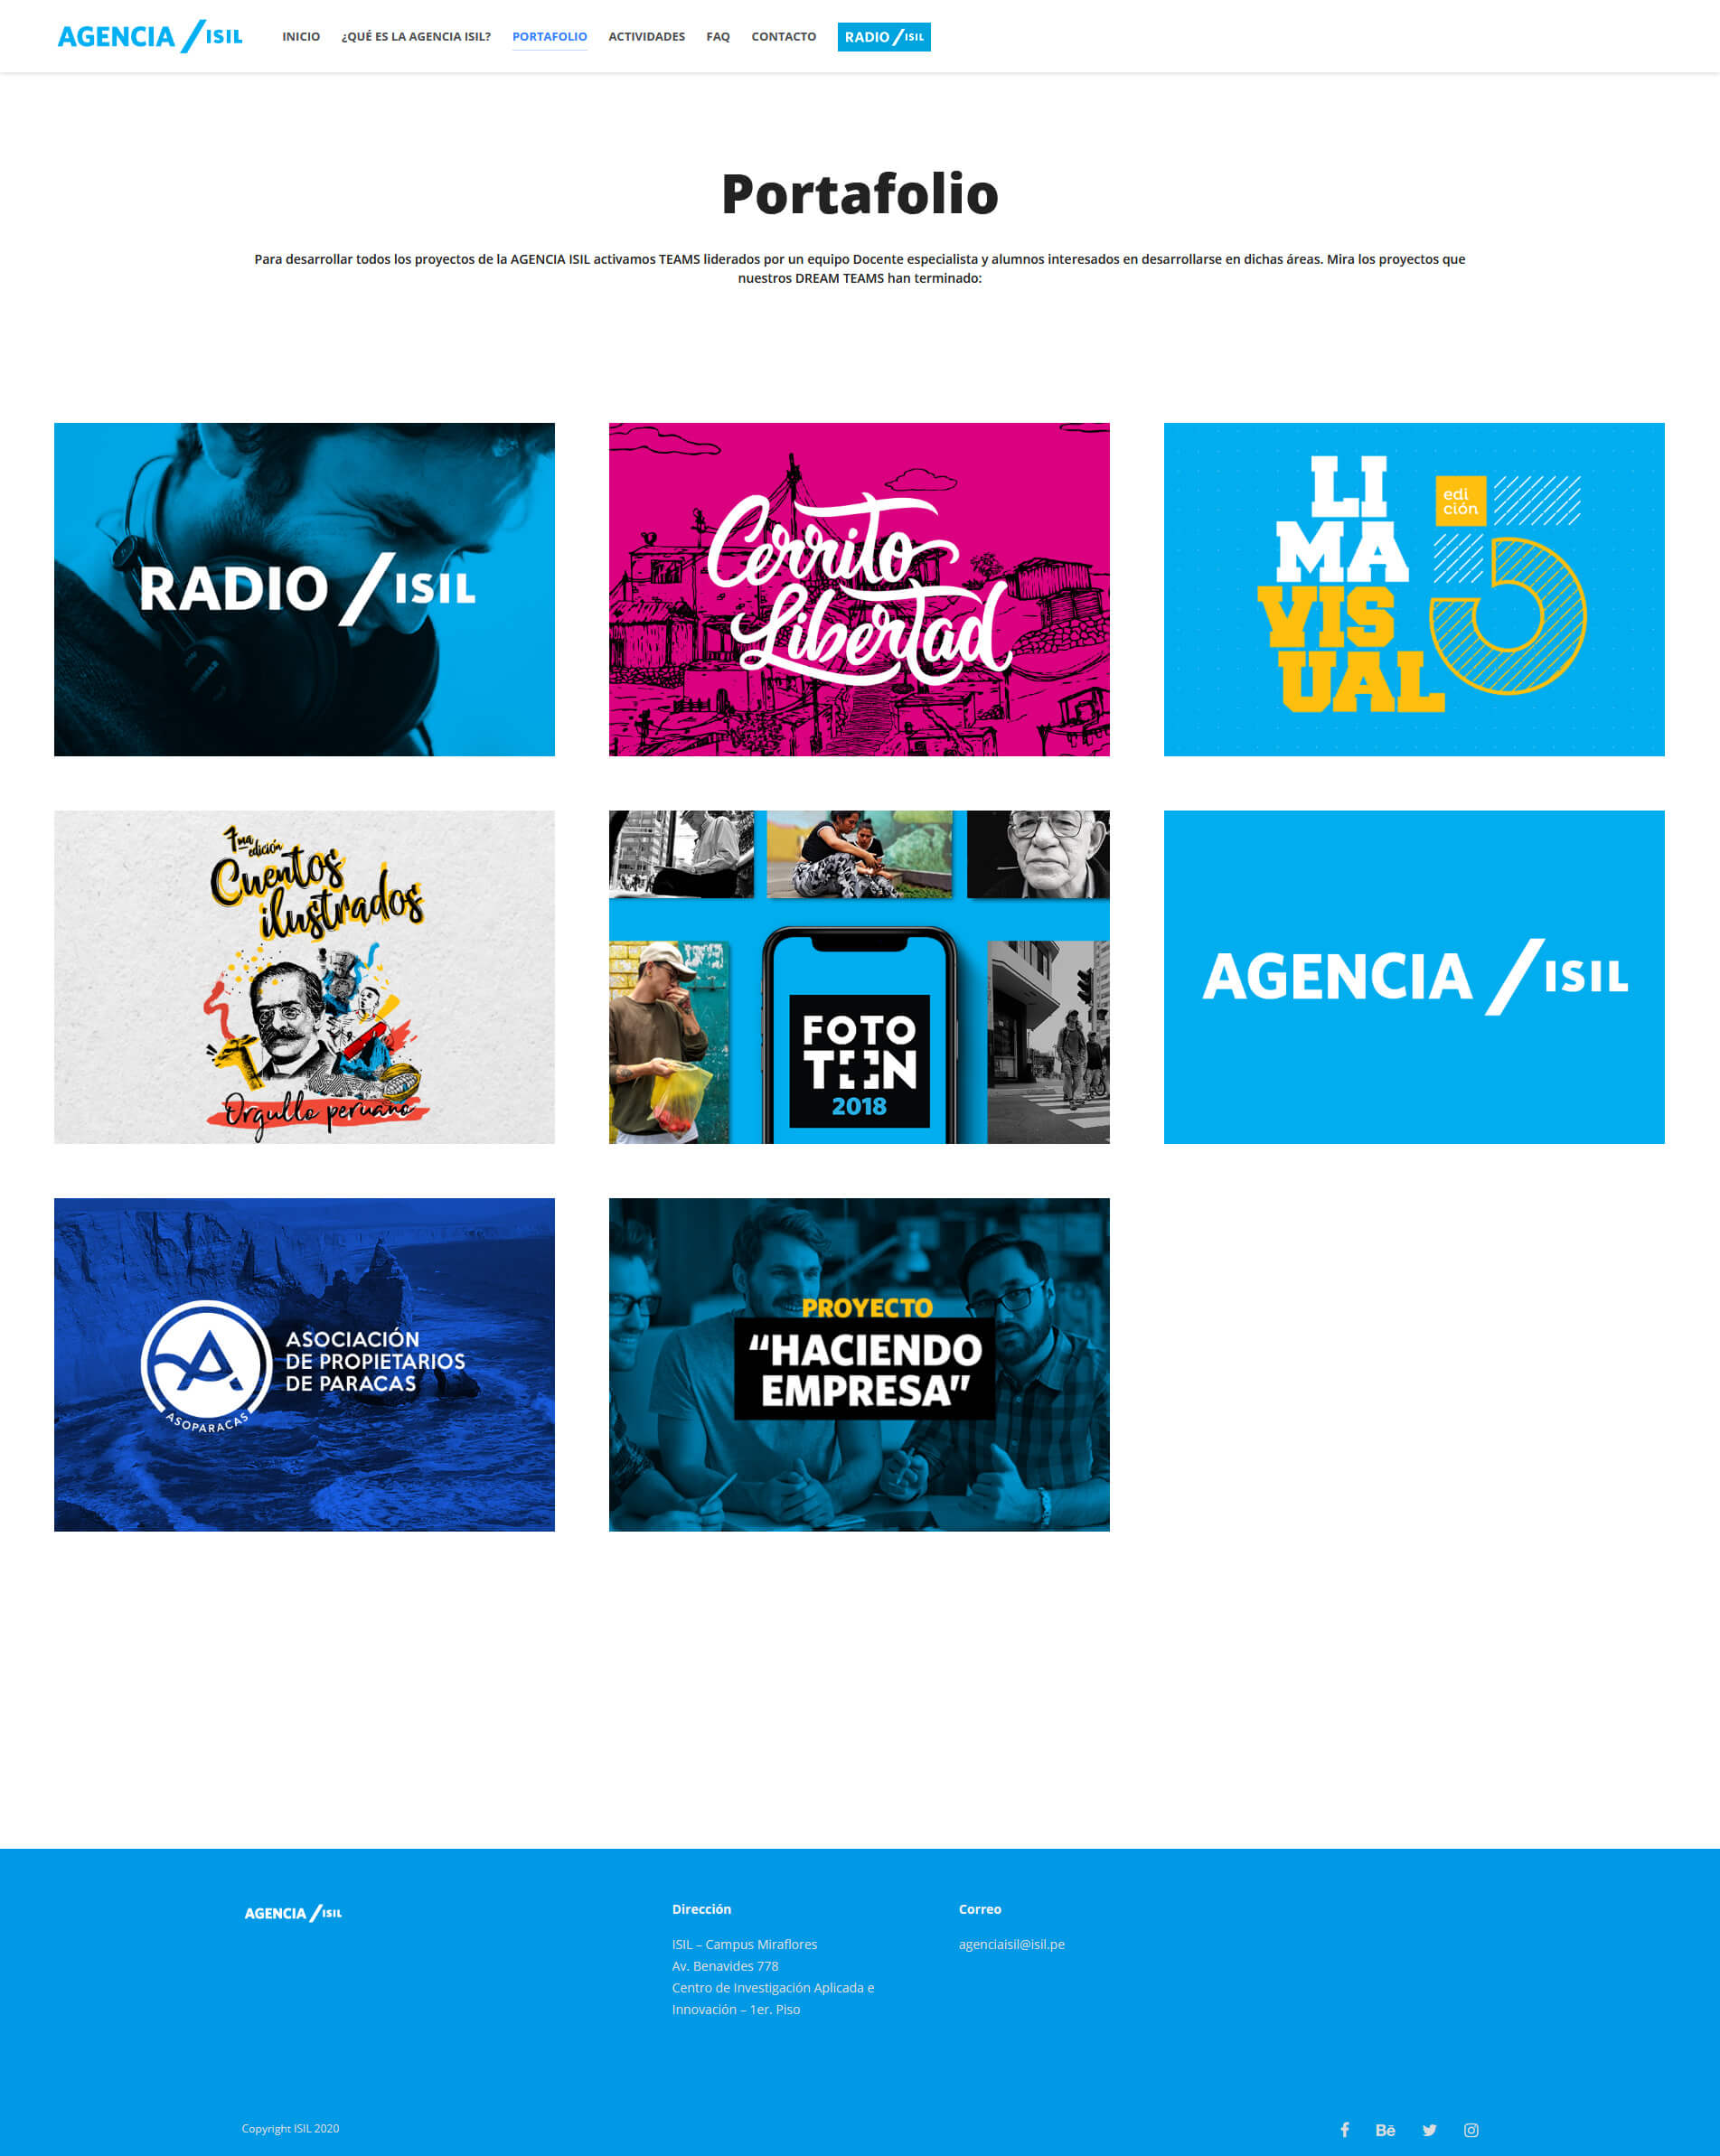 AGENCIA / ISIL
INICIO
¿QUÉ ES LA AGENCIA ISIL?
PORTAFOLIO
ACTIVIDADES
FAQ
CONTACTO
RADIO / ISIL
Portafolio
Para desarrollar todos los proyectos de la AGENCIA ISIL activamos TEAMS liderados por un equipo Docente especialista y alumnos interesados en desarrollarse en dichas áreas. Mira los proyectos que
nuestros DREAM TEAMS han terminado:
RADIO / ISIL
Cerrito
Libertad
LI
MA
VIS
UAL
edi
ción
5
7ma
edición
Cuentos
ilustrados
Orgullo peruano
FOTO
TON
2018
AGENCIA / ISIL
ASOCIACIÓN
DE PROPIETARIOS
DE PARACAS
ASOPARACAS
PROYECTO
“HACIENDO
EMPRESA”
AGENCIA / ISIL
Dirección
ISIL – Campus Miraflores
Av. Benavides 778
Centro de Investigación Aplicada e
Innovación – 1er. Piso
Correo
agenciaisil@isil.pe
Copyright ISIL 2020